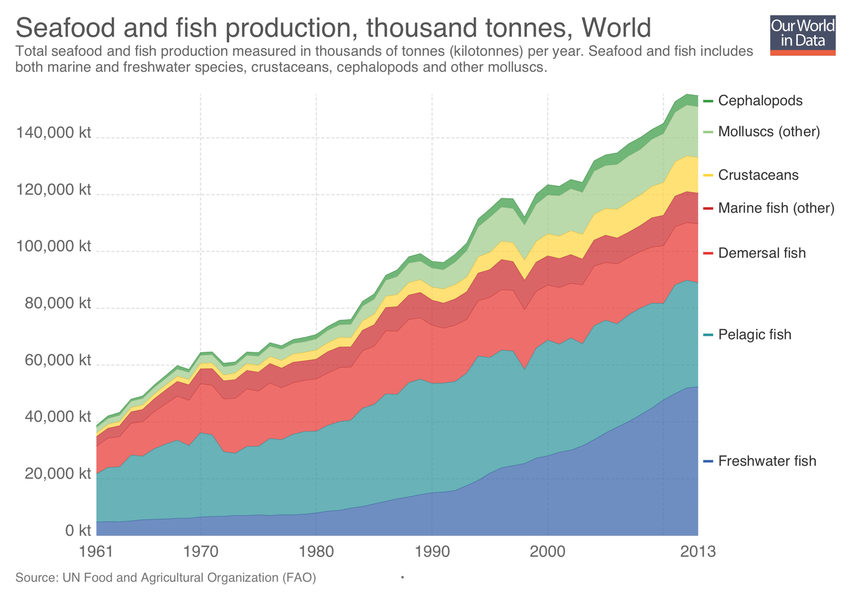 Seafood and fish production, thousand tonnes, World
Total seafood and fish production measured in thousands of tonnes (kilotonnes) per year. Seafood and fish includes
both marine and freshwater species, crustaceans, cephalopods and other molluscs.
Our World
in Data
140,000 kt
120,000 kt
100,000 kt
80,000 kt
60,000 kt
40,000 kt
20,000 kt
0 kt
Cephalopods
Molluscs (other)
Crustaceans
Marine fish (other)
Demersal fish
Pelagic fish
Freshwater fish
1961 1970 1980 1990 2000 2013
Source: UN Food and Agricultural Organization (FAO)